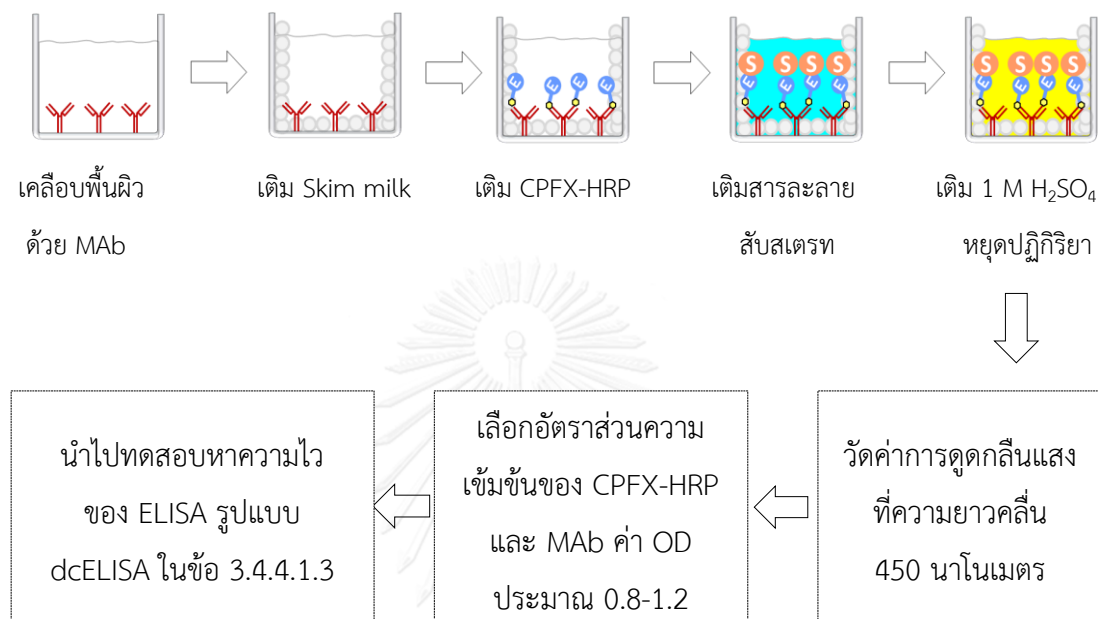 E E E E
S S S S
E E E E
S S S S
E E E E
เคลือบพื้นผิว
ด้วย MAb
เติม Skim milk
เติม CPFX-HRP
เติมสารละลาย
สับสเตรท
เติม 1 M H₂SO₄
หยุดปฏิกิริยา
วัดค่าการดูดกลืนแสง
ที่ความยาวคลื่น
450 นาโนเมตร
เลือกอัตราส่วนความ
เข้มข้นของ CPFX-HRP
และ MAb ค่า OD
ประมาณ 0.8-1.2
นำไปทดสอบหาความไว
ของ ELISA รูปแบบ
dcELISA ในข้อ 3.4.4.1.3